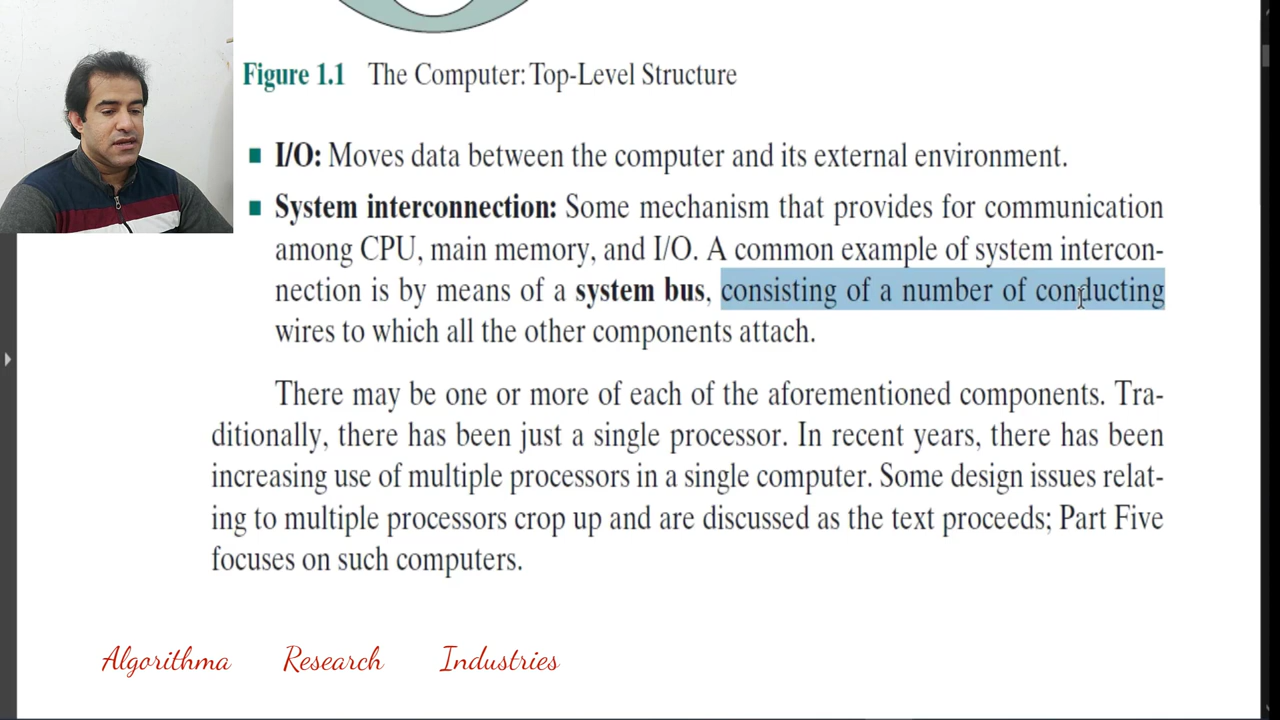 Figure 1.1 The Computer: Top-Level Structure
■ I/O: Moves data between the computer and its external environment.
■ System interconnection: Some mechanism that provides for communication
among CPU, main memory, and I/O. A common example of system intercon-
nection is by means of a system bus, consisting of a number of conducting
wires to which all the other components attach.
There may be one or more of each of the aforementioned components. Tra-
ditionally, there has been just a single processor. In recent years, there has been
increasing use of multiple processors in a single computer. Some design issues relat-
ing to multiple processors crop up and are discussed as the text proceeds; Part Five
focuses on such computers.
Algorithma Research Industries